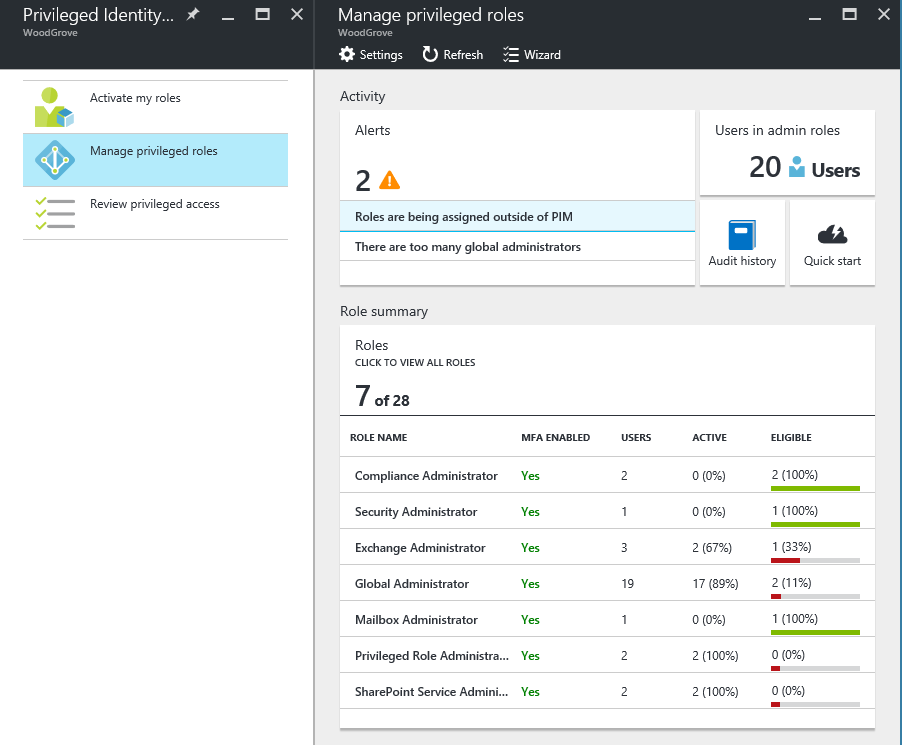 Privileged Identity...
WoodGrove
Activate my roles
Manage privileged roles
Review privileged access
Manage privileged roles
WoodGrove
Settings Refresh Wizard
Activity
Alerts
2
Roles are being assigned outside of PIM
There are too many global administrators
Users in admin roles
20 Users
Audit history
Quick start
Role summary
Roles
CLICK TO VIEW ALL ROLES
7 of 28
ROLE NAME MFA ENABLED USERS ACTIVE ELIGIBLE
Compliance Administrator Yes 2 0 (0%) 2 (100%)
Security Administrator Yes 1 0 (0%) 1 (100%)
Exchange Administrator Yes 3 2 (67%) 1 (33%)
Global Administrator Yes 19 17 (89%) 2 (11%)
Mailbox Administrator Yes 1 0 (0%) 1 (100%)
Privileged Role Administra... Yes 2 2 (100%) 0 (0%)
SharePoint Service Admini... Yes 2 2 (100%) 0 (0%)